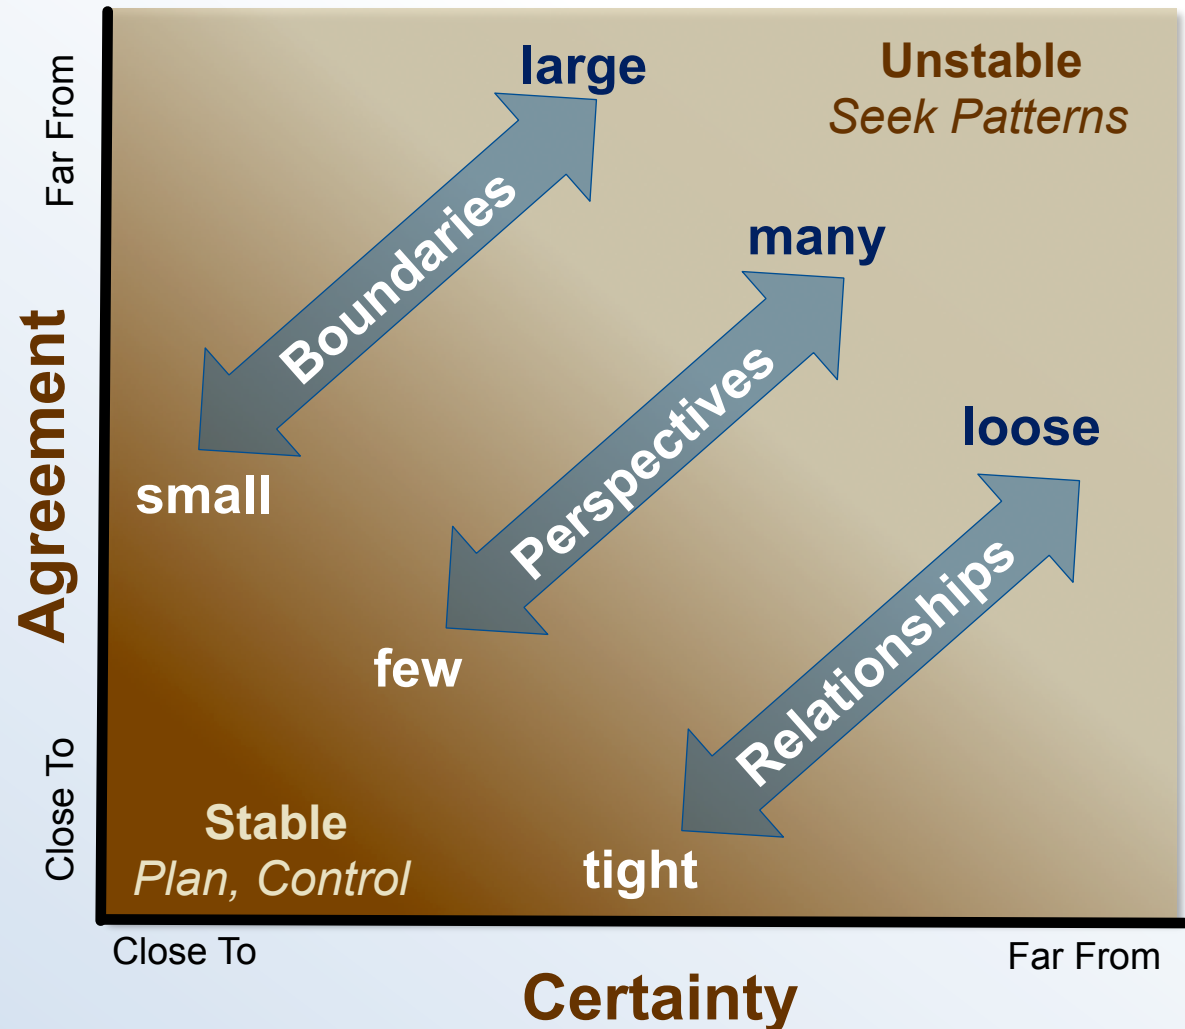 large
Unstable
Seek Patterns
Far From
Boundaries
many
small
Perspectives
loose
Agreement
few
Relationships
Close To
Stable
Plan, Control
tight
Close To
Far From
Certainty